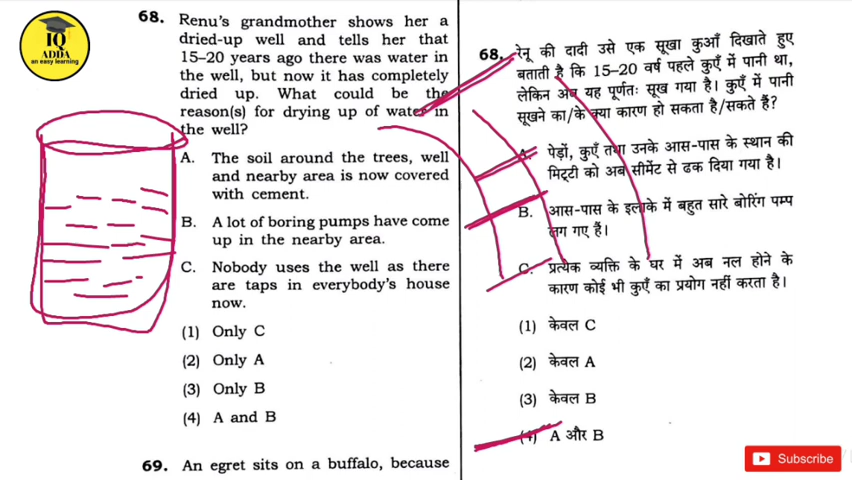 IQ
ADDA
an easy learning
68. Renu's grandmother shows her a
dried-up well and tells her that
15–20 years ago there was water in
the well, but now it has completely
dried up. What could be the
reason(s) for drying up of water in
the well?
A. The soil around the trees, well
and nearby area is now covered
with cement.
B. A lot of boring pumps have come
up in the nearby area.
C. Nobody uses the well as there
are taps in everybody's house
now.
(1) Only C
(2) Only A
(3) Only B
(4) A and B
69. An egret sits on a buffalo, because
68. रेनू की दादी उसे एक सूखा कुआँ दिखाते हुए
बताती है कि 15–20 वर्ष पहले कुएँ में पानी था,
लेकिन अब यह पूर्णतः सूख गया है। कुएँ में पानी
सूखने का/के क्या कारण हो सकता है/सकते हैं?
A. पेड़ों, कुएँ तथा उनके आस-पास के स्थान की
मिट्टी को अब सीमेंट से ढक दिया गया है।
B. आस-पास के इलाके में बहुत सारे बोरिंग पम्प
लग गए हैं।
C. प्रत्येक व्यक्ति के घर में अब नल होने के
कारण कोई भी कुएँ का प्रयोग नहीं करता है।
(1) केवल C
(2) केवल A
(3) केवल B
(4) A और B
Subscribe